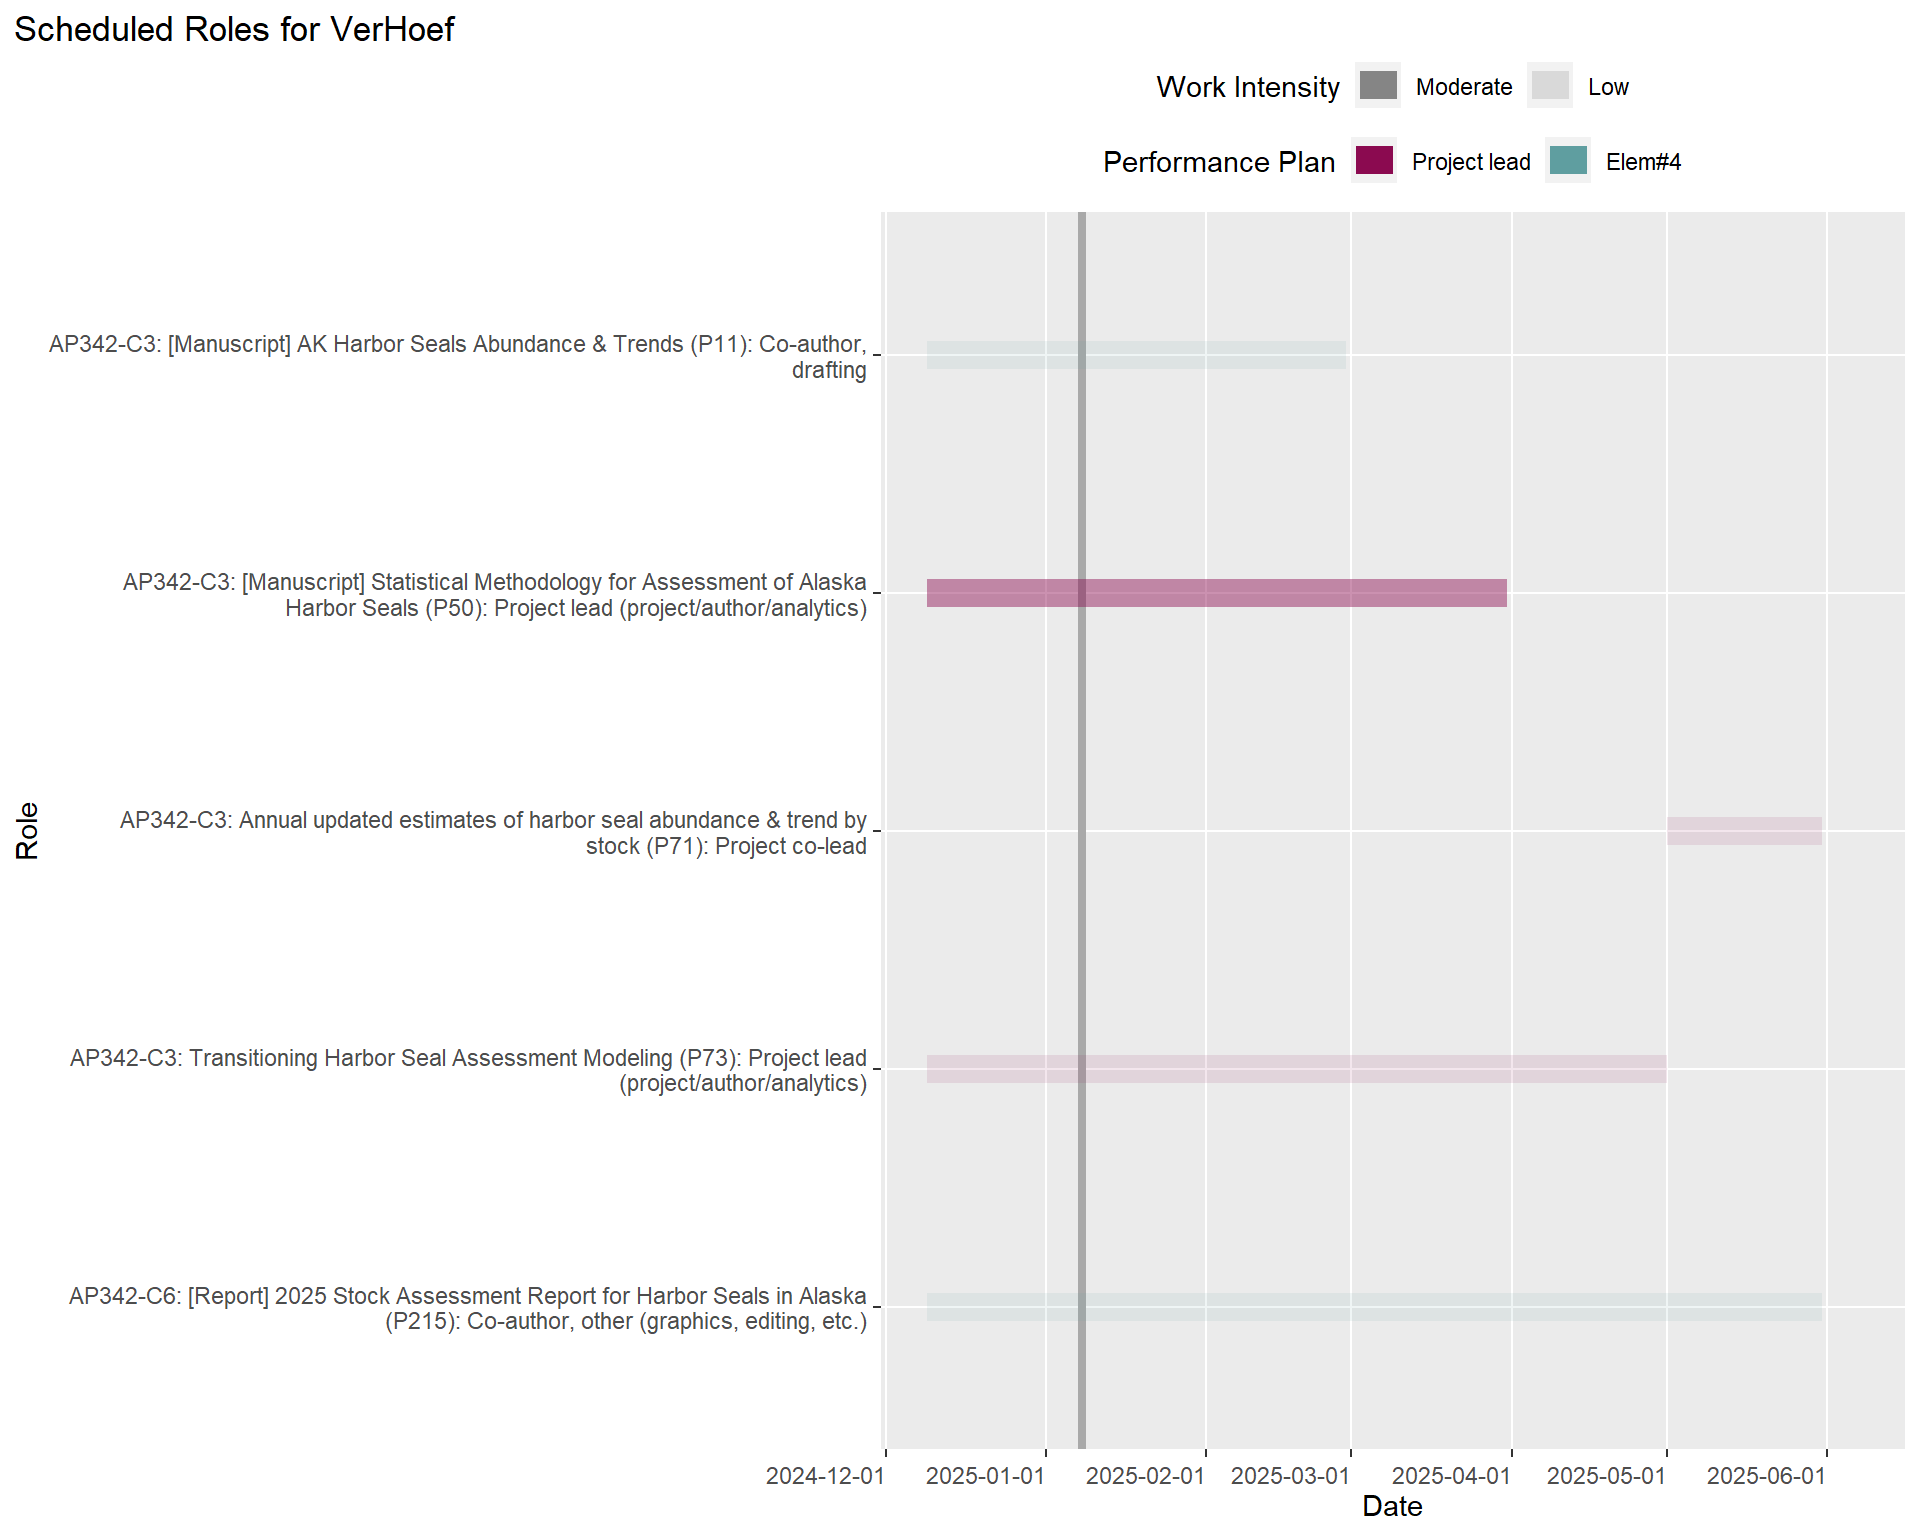 Scheduled Roles for VerHoef
Work Intensity Moderate Low
Performance Plan Project lead Elem#4
AP342-C3: [Manuscript] AK Harbor Seals Abundance & Trends (P11): Co-author,
drafting
AP342-C3: [Manuscript] Statistical Methodology for Assessment of Alaska
Harbor Seals (P50): Project lead (project/author/analytics)
AP342-C3: Annual updated estimates of harbor seal abundance & trend by
stock (P71): Project co-lead
AP342-C3: Transitioning Harbor Seal Assessment Modeling (P73): Project lead
(project/author/analytics)
AP342-C6: [Report] 2025 Stock Assessment Report for Harbor Seals in Alaska
(P215): Co-author, other (graphics, editing, etc.)
Role
2024-12-01 2025-01-01 2025-02-01 2025-03-01 2025-04-01 2025-05-01 2025-06-01
Date